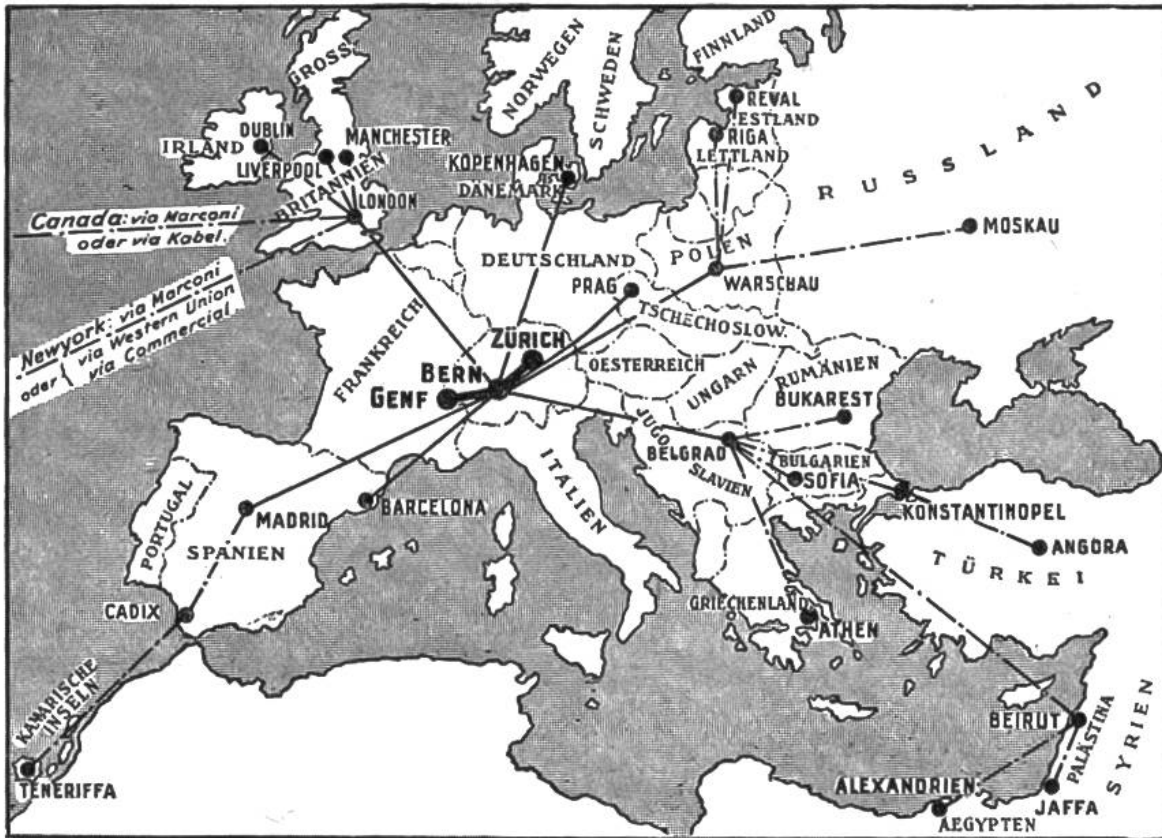 FINNLAND
NORWEGEN
SCHWEDEN
GROSS-
BRITANNIEN
REVAL
ESTLAND
RIGA
LETTLAND
RUSSLAND
DUBLIN
IRLAND
MANCHESTER
LIVERPOOL
LONDON
KOPENHAGEN
DÄNEMARK
Canada: via Marconi
oder via Kabel.
MOSKAU
POLEN
WARSCHAU
DEUTSCHLAND
PRAG
TSCHECHOSLOW.
Newyork: via Marconi
oder via Western Union
via Commercial
FRANKREICH
ZÜRICH
BERN
GENF
OESTERREICH
UNGARN
RUMÄNIEN
BUKAREST
JUGO
SLAVIEN
BELGRAD
BULGARIEN
SOFIA
ITALIEN
PORTUGAL
MADRID
BARCELONA
SPANIEN
KONSTANTINOPEL
ANGORA
TÜRKEI
CADIX
GRIECHENLAND
ATHEN
KANARISCHE
INSELN
TENERIFFA
BEIRUT
PALÄSTINA
SYRIEN
ALEXANDRIEN
JAFFA
AEGYPTEN